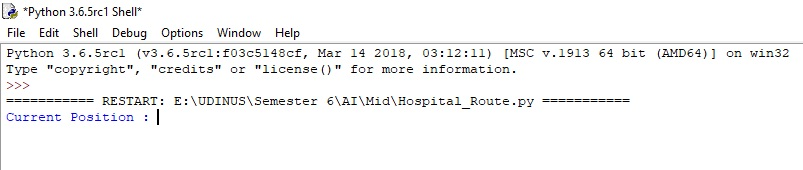 *Python 3.6.5rc1 Shell*
File Edit Shell Debug Options Window Help
Python 3.6.5rc1 (v3.6.5rc1:f03c5148cf, Mar 14 2018, 03:12:11) [MSC v.1913 64 bit (AMD64)] on win32
Type "copyright", "credits" or "license()" for more information.
>>>
=========== RESTART: E:\UDINUS\Semester 6\AI\Mid\Hospital_Route.py ===========
Current Position :